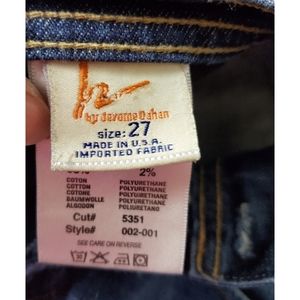 by Jerome Dahan
size: 27
MADE IN U.S.A.
IMPORTED FABRIC
2%
COTTON POLYURETHANE
COTTON POLYURETHANE
COTONE POLYURETHANE
BAUMWOLLE POLYURETHANE
ALGODON POLIURETANO
Cut# 5351
Style# 002-001
SEE CARE ON REVERSE